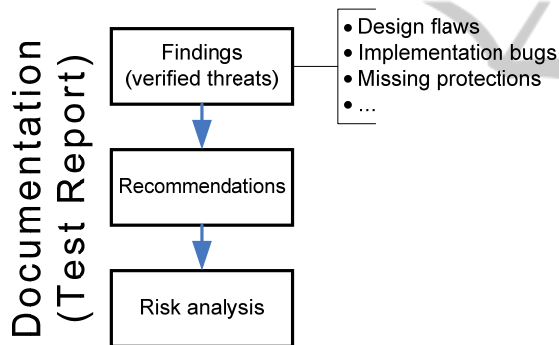 Documentation
(Test Report)
Findings
(verified threats)
• Design flaws
• Implementation bugs
• Missing protections
• ...
Recommendations
Risk analysis